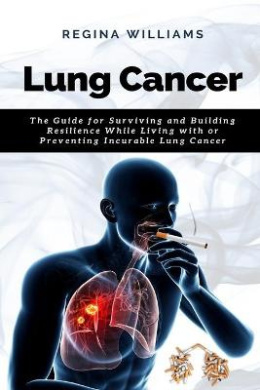 REGINA WILLIAMS
Lung Cancer
The Guide for Surviving and Building
Resilience While Living with or
Preventing Incurable Lung Cancer